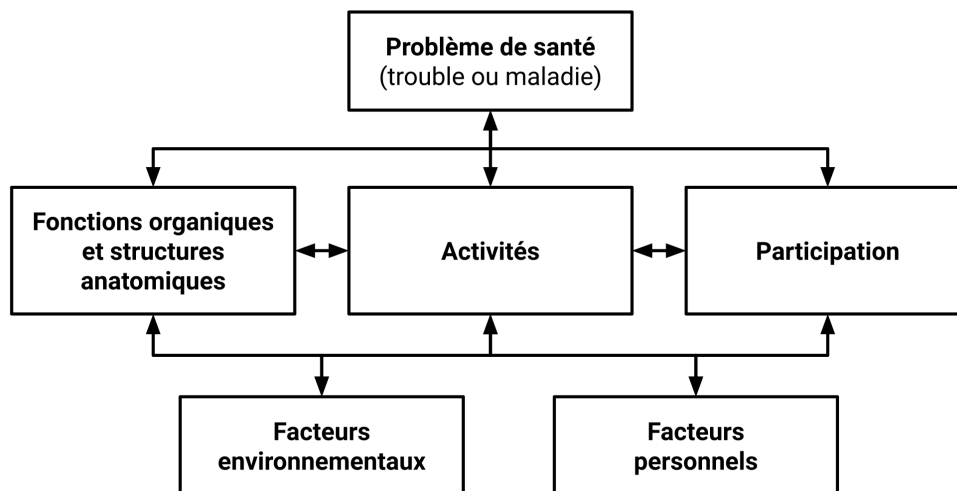 Problème de santé
(trouble ou maladie)
Fonctions organiques
et structures
anatomiques
Activités
Participation
Facteurs
environnementaux
Facteurs
personnels